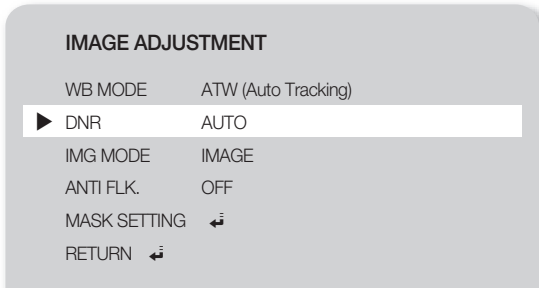 IMAGE ADJUSTMENT
WB MODE ATW (Auto Tracking)
DNR AUTO
IMG MODE IMAGE
ANTI FLK. OFF
MASK SETTING ↲
RETURN ↲